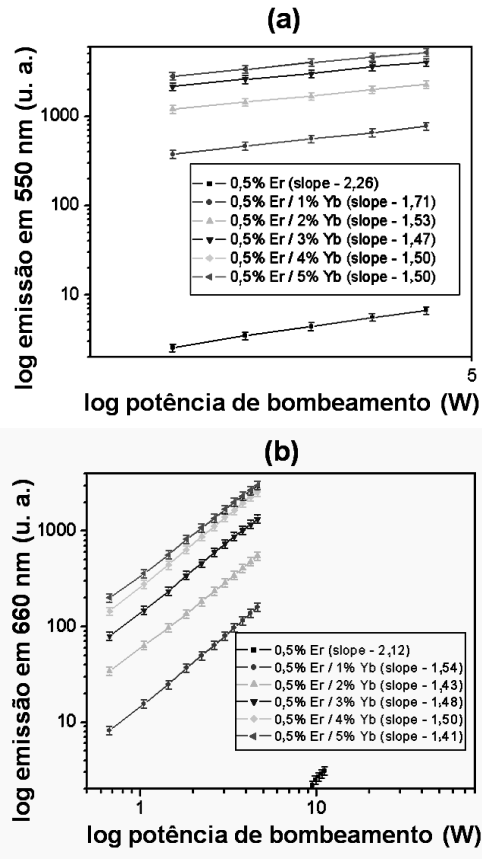 (a)
log emissão em 550 nm (u. a.)
1000
100
10
0,5% Er (slope - 2,26)
0,5% Er / 1% Yb (slope - 1,71)
0,5% Er / 2% Yb (slope - 1,53)
0,5% Er / 3% Yb (slope - 1,47)
0,5% Er / 4% Yb (slope - 1,50)
0,5% Er / 5% Yb (slope - 1,50)
5
log potência de bombeamento (W)
(b)
log emissão em 660 nm (u. a.)
1000
100
10
0,5% Er (slope - 2,12)
0,5% Er / 1% Yb (slope - 1,54)
0,5% Er / 2% Yb (slope - 1,43)
0,5% Er / 3% Yb (slope - 1,48)
0,5% Er / 4% Yb (slope - 1,50)
0,5% Er / 5% Yb (slope - 1,41)
1
10
log potência de bombeamento (W)